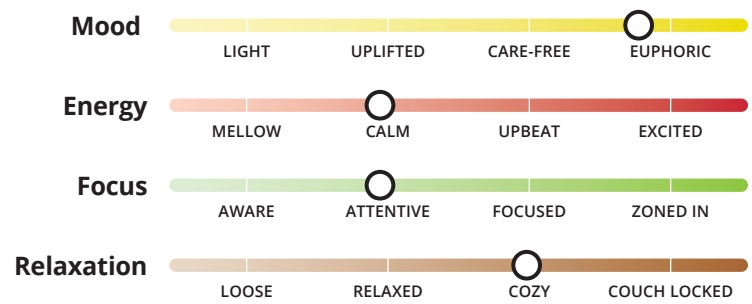 Mood
LIGHT UPLIFTED CARE-FREE EUPHORIC
Energy
MELLOW CALM UPBEAT EXCITED
Focus
AWARE ATTENTIVE FOCUSED ZONED IN
Relaxation
LOOSE RELAXED COZY COUCH LOCKED